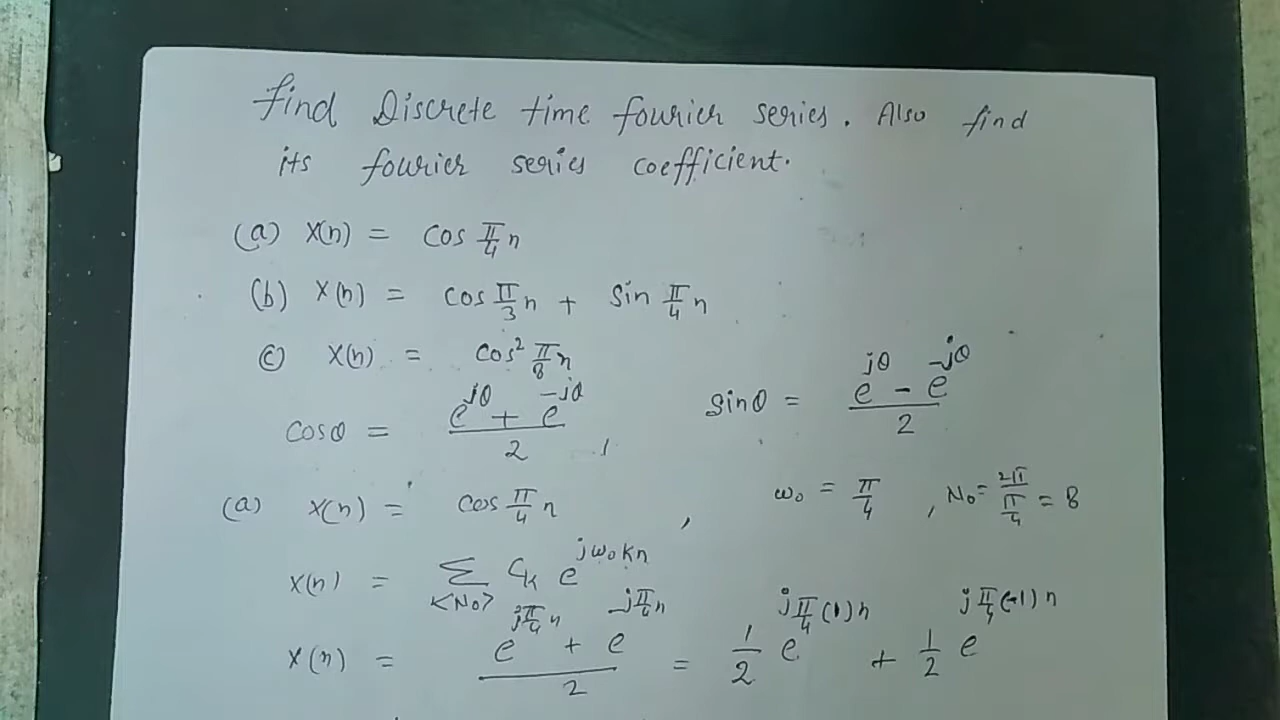 find Discrete time fourier series. Also find
its fourier series coefficient.
(a) x(n) = cos π/4 n
(b) x(n) = cos π/3 n + sin π/4 n
(c) x(n) = cos² π/8 n
cosθ = (e^{jθ} + e^{-jθ})/2 , sinθ = (e^{jθ} - e^{-jθ})/2
(a) x(n) = cos π/4 n , ω₀ = π/4 , N₀ = 2π/(π/4) = 8
x(n) = Σ_{<N₀>} C_k e^{jω₀kn}
x(n) = (e^{jπ/4 n} + e^{-jπ/4 n})/2 = 1/2 e^{jπ/4 (1)n} + 1/2 e^{jπ/4 (-1)n}